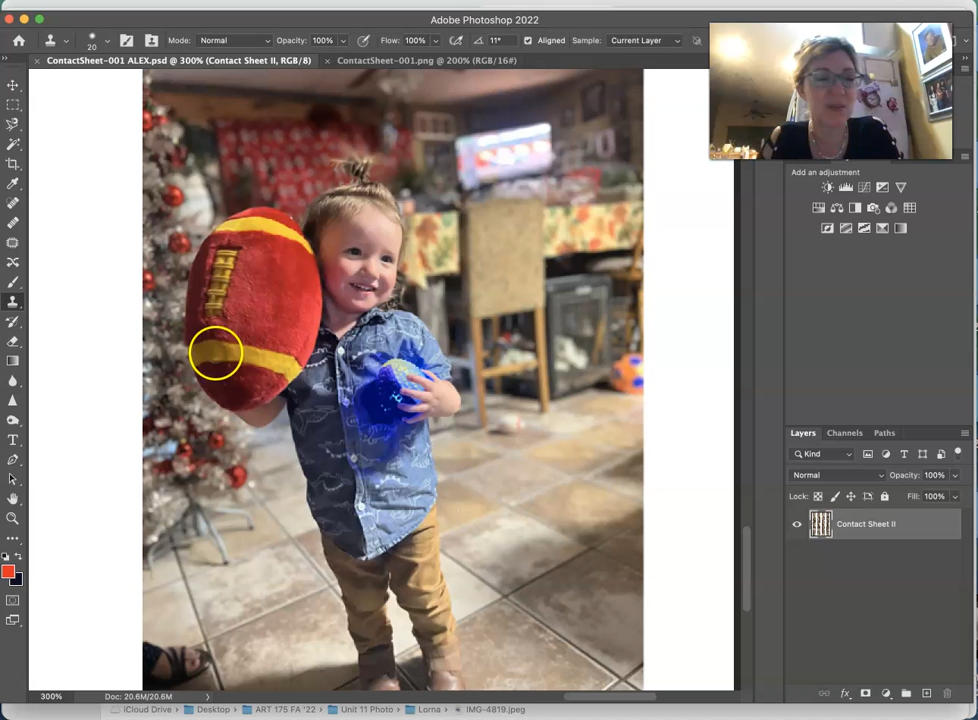 Adobe Photoshop 2022
20 Mode: Normal Opacity: 100% Flow: 100% 11° Aligned Sample: Current Layer
ContactSheet-001 ALEX.psd @ 300% (Contact Sheet II, RGB/8)
ContactSheet-001.png @ 200% (RGB/16#)
Add an adjustment
Layers Channels Paths
Kind
Normal Opacity: 100%
Lock: Fill: 100%
Contact Sheet II
300% Doc: 20.6M/20.6M
iCloud Drive Desktop ART 175 FA '22 Unit 11 Photo Lorna IMG-4819.jpeg